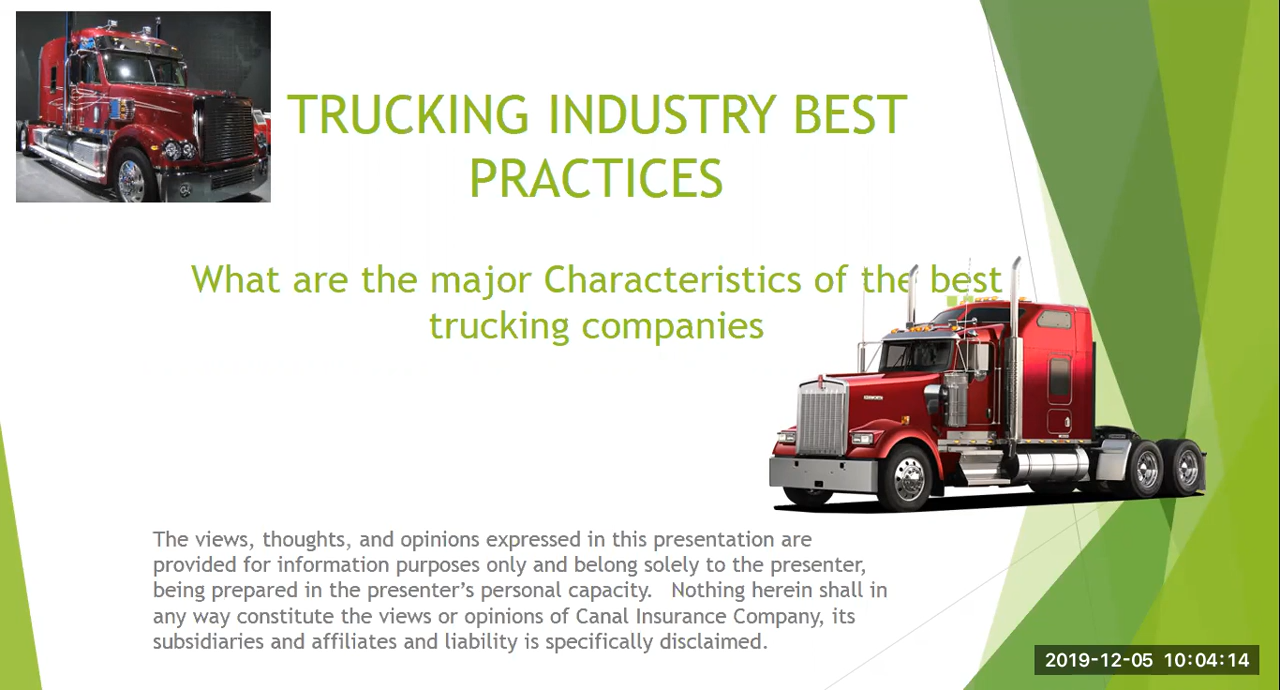 TRUCKING INDUSTRY BEST
PRACTICES
What are the major Characteristics of the best
trucking companies
The views, thoughts, and opinions expressed in this presentation are
provided for information purposes only and belong solely to the presenter,
being prepared in the presenter’s personal capacity.   Nothing herein shall in
any way constitute the views or opinions of Canal Insurance Company, its
subsidiaries and affiliates and liability is specifically disclaimed.
2019-12-05 10:04:14